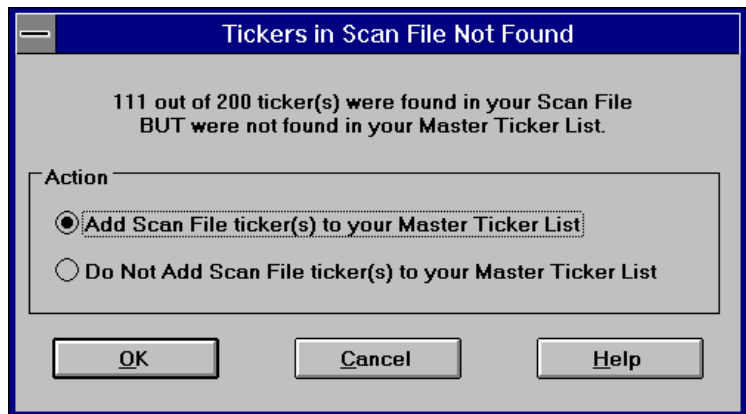 Tickers in Scan File Not Found
111 out of 200 ticker(s) were found in your Scan File
BUT were not found in your Master Ticker List.
Action
Add Scan File ticker(s) to your Master Ticker List
Do Not Add Scan File ticker(s) to your Master Ticker List
OK Cancel Help